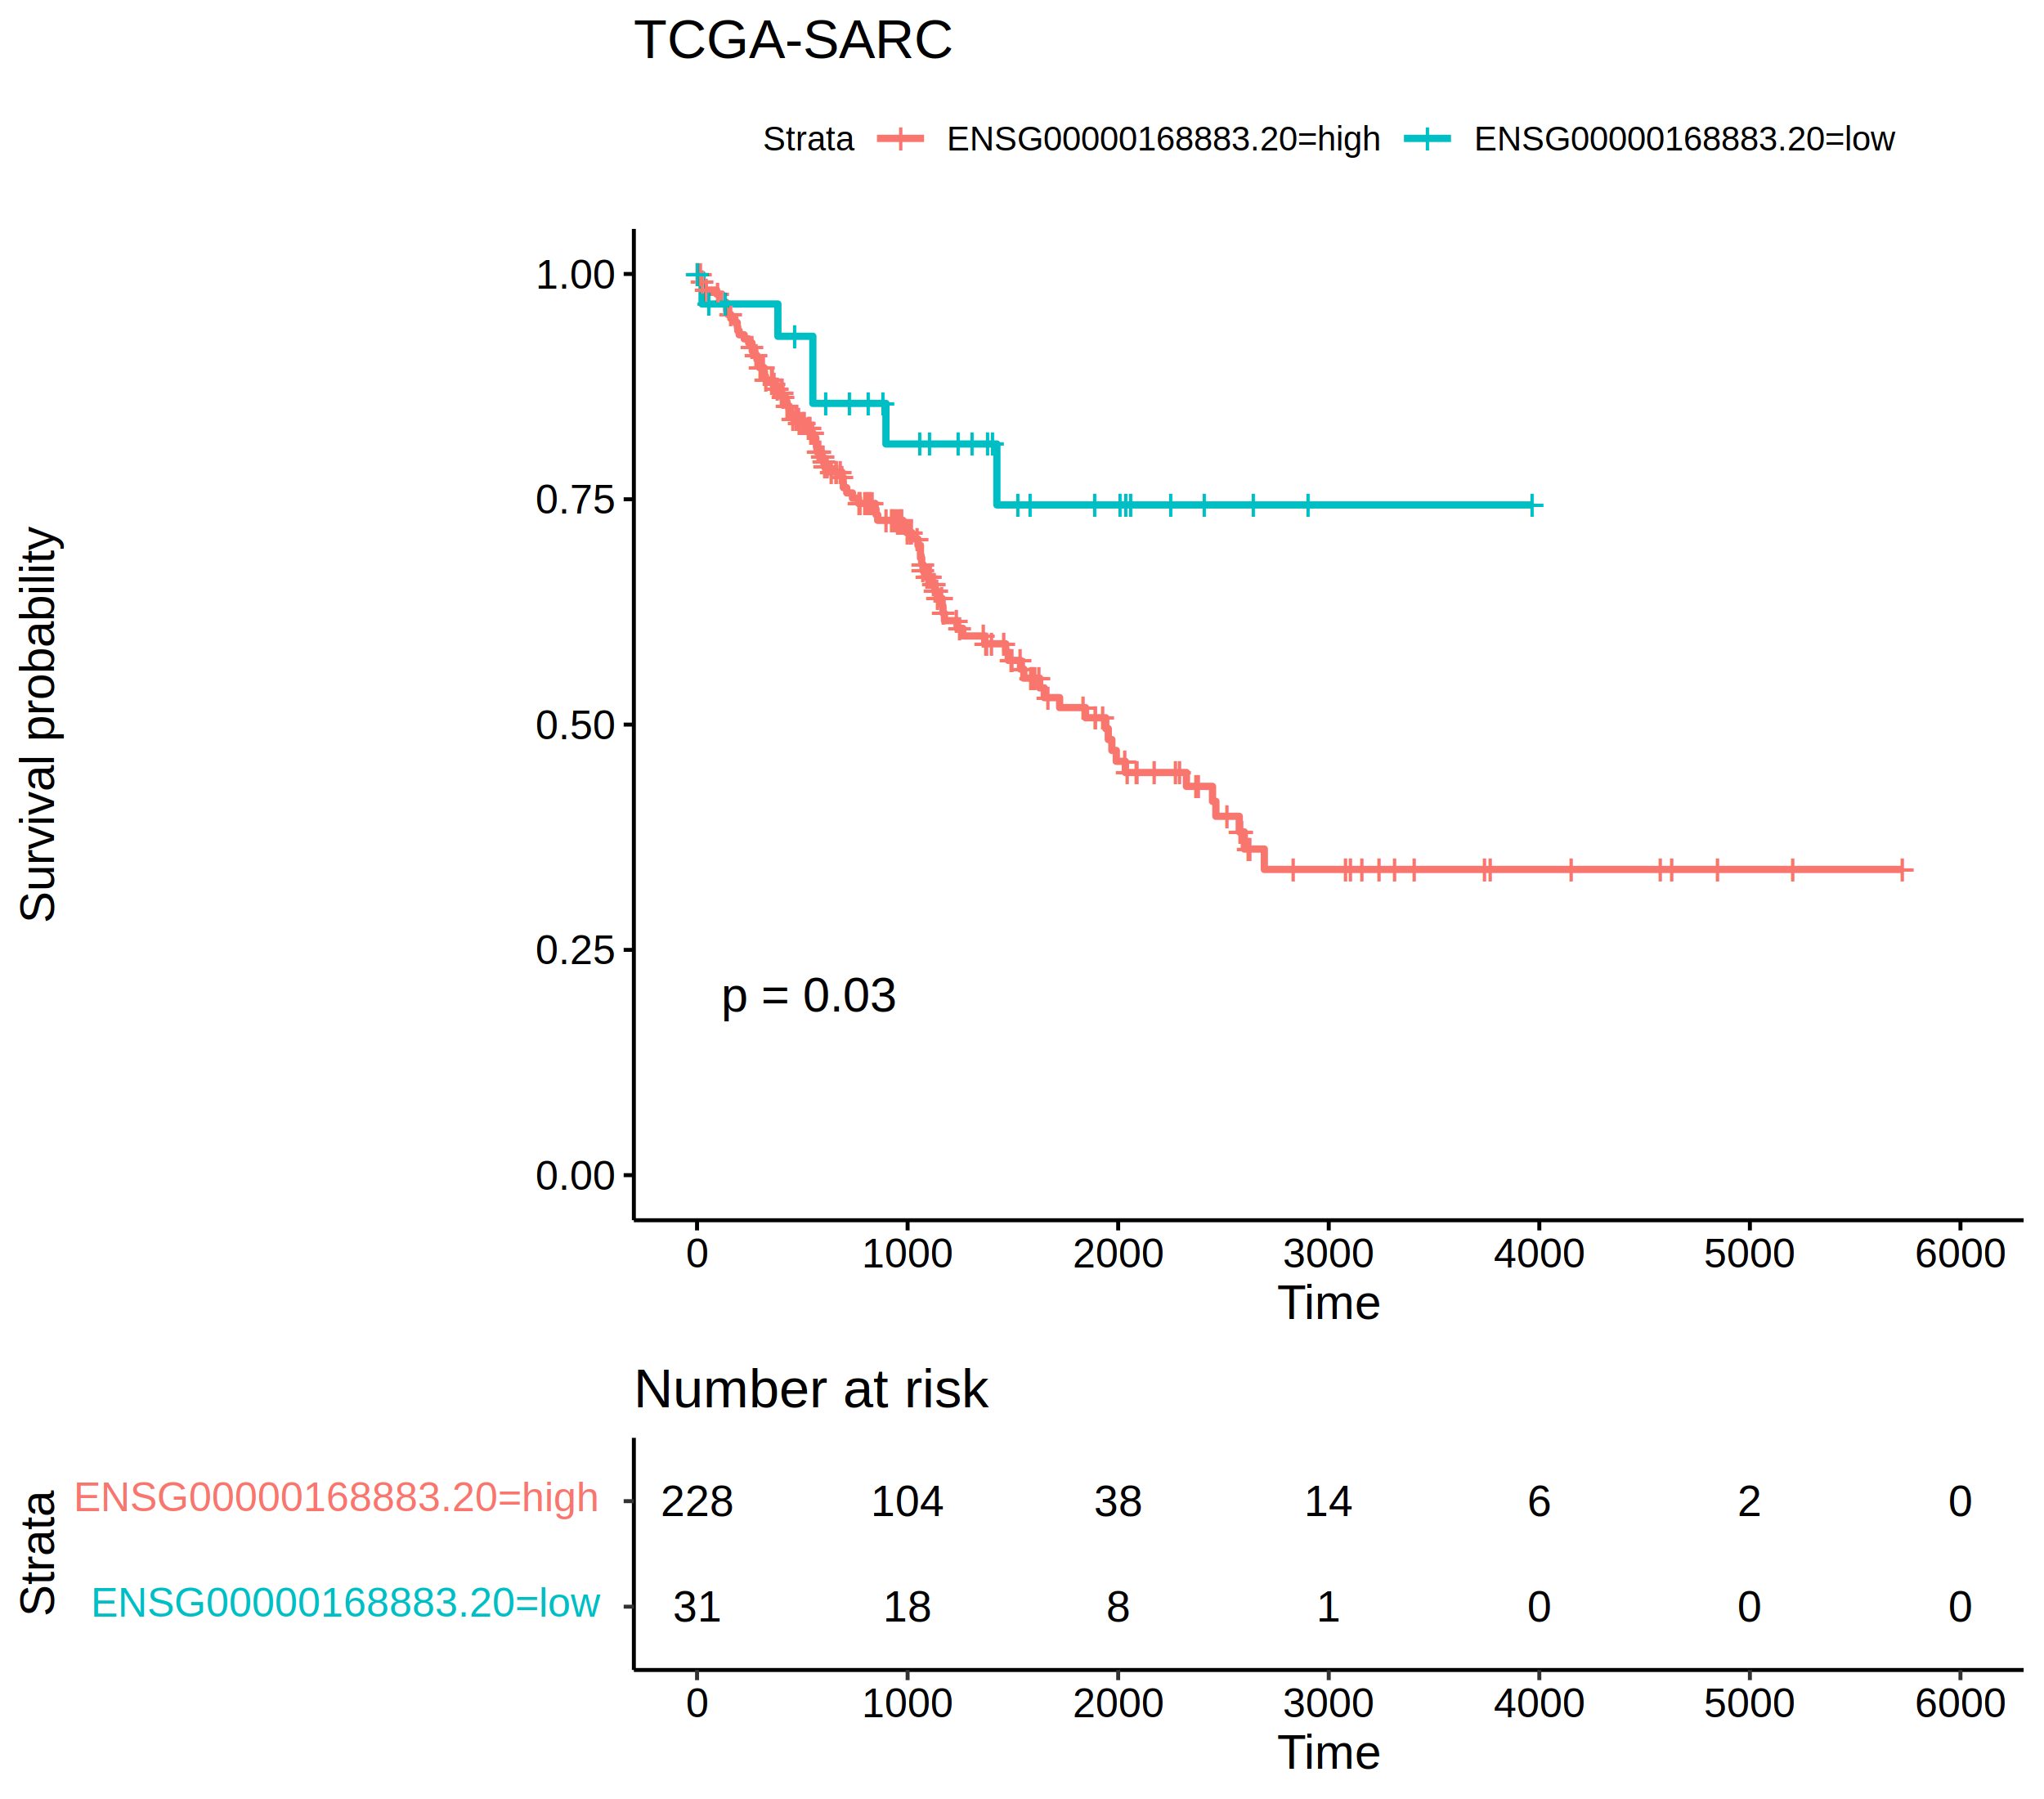 TCGA-SARC
Strata ENSG00000168883.20=high ENSG00000168883.20=low
Survival probability
1.00
0.75
0.50
0.25
0.00
p = 0.03
0 1000 2000 3000 4000 5000 6000
Time
Number at risk
Strata
ENSG00000168883.20=high 228 104 38 14 6 2 0
ENSG00000168883.20=low 31 18 8 1 0 0 0
0 1000 2000 3000 4000 5000 6000
Time